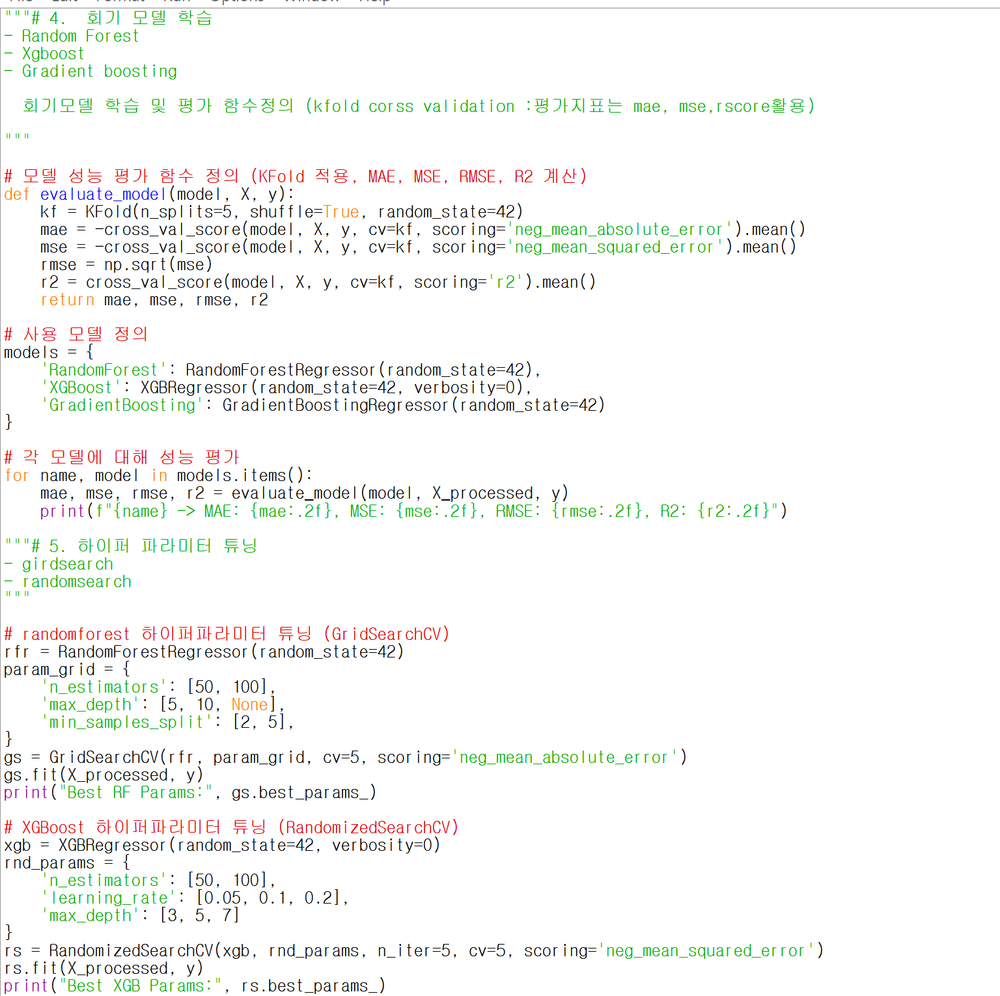 """# 4.  회기 모델 학습
- Random Forest
- Xgboost
- Gradient boosting

  회기모델 학습 및 평가 함수정의 (kfold corss validation :평가지표는 mae, mse,rscore활용)

"""

# 모델 성능 평가 함수 정의 (KFold 적용, MAE, MSE, RMSE, R2 계산)
def evaluate_model(model, X, y):
    kf = KFold(n_splits=5, shuffle=True, random_state=42)
    mae = -cross_val_score(model, X, y, cv=kf, scoring='neg_mean_absolute_error').mean()
    mse = -cross_val_score(model, X, y, cv=kf, scoring='neg_mean_squared_error').mean()
    rmse = np.sqrt(mse)
    r2 = cross_val_score(model, X, y, cv=kf, scoring='r2').mean()
    return mae, mse, rmse, r2

# 사용 모델 정의
models = {
    'RandomForest': RandomForestRegressor(random_state=42),
    'XGBoost': XGBRegressor(random_state=42, verbosity=0),
    'GradientBoosting': GradientBoostingRegressor(random_state=42)
}

# 각 모델에 대해 성능 평가
for name, model in models.items():
    mae, mse, rmse, r2 = evaluate_model(model, X_processed, y)
    print(f"{name} -> MAE: {mae:.2f}, MSE: {mse:.2f}, RMSE: {rmse:.2f}, R2: {r2:.2f}")

"""# 5. 하이퍼 파라미터 튜닝
- girdsearch
- randomsearch
"""

# randomforest 하이퍼파라미터 튜닝 (GridSearchCV)
rfr = RandomForestRegressor(random_state=42)
param_grid = {
    'n_estimators': [50, 100],
    'max_depth': [5, 10, None],
    'min_samples_split': [2, 5],
}
gs = GridSearchCV(rfr, param_grid, cv=5, scoring='neg_mean_absolute_error')
gs.fit(X_processed, y)
print("Best RF Params:", gs.best_params_)

# XGBoost 하이퍼파라미터 튜닝 (RandomizedSearchCV)
xgb = XGBRegressor(random_state=42, verbosity=0)
rnd_params = {
    'n_estimators': [50, 100],
    'learning_rate': [0.05, 0.1, 0.2],
    'max_depth': [3, 5, 7]
}
rs = RandomizedSearchCV(xgb, rnd_params, n_iter=5, cv=5, scoring='neg_mean_squared_error')
rs.fit(X_processed, y)
print("Best XGB Params:", rs.best_params_)